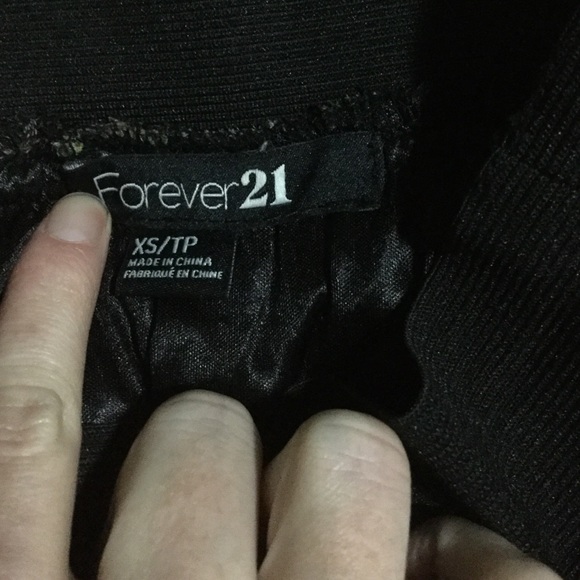 Forever21
XS/TP
MADE IN CHINA
FABRIQUÉ EN CHINE